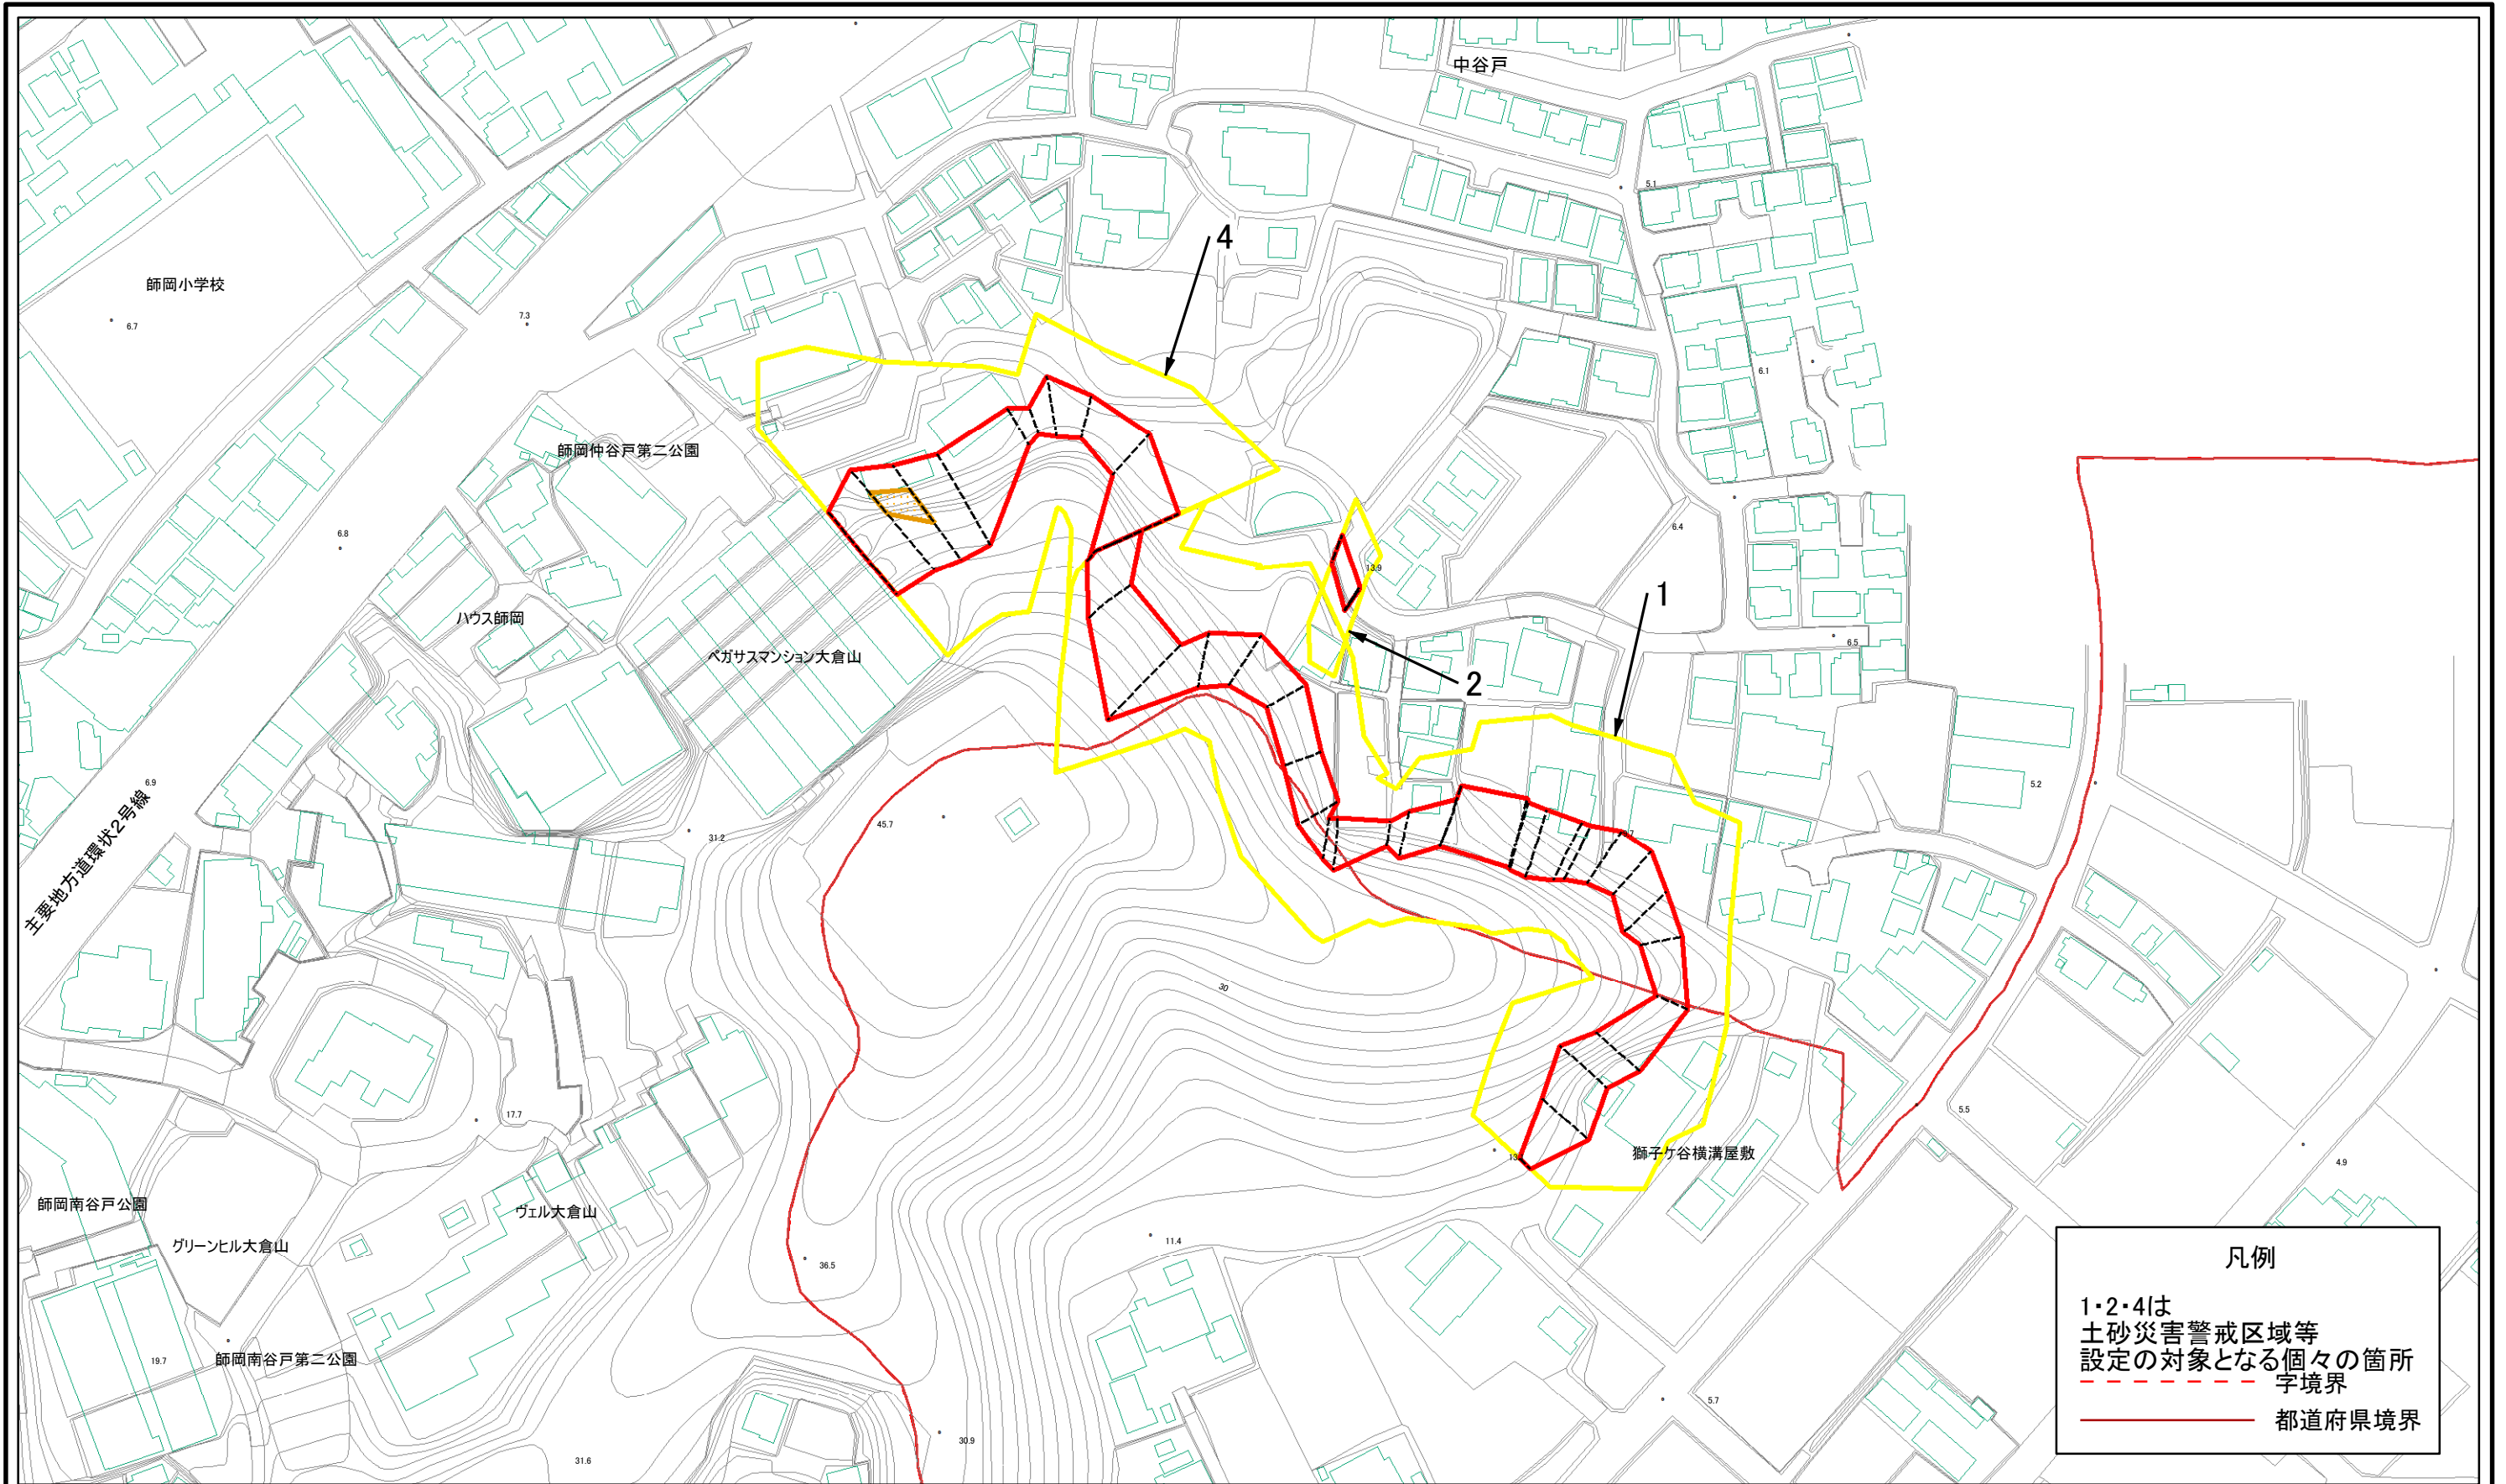 中谷戸
5.1
4
師岡小学校
6.7
7.3
6.1
師岡仲谷戸第二公園
6.8
6.4
13.9
1
ハウス師岡
6.5
ペガサスマンション大倉山
2
6.9
主要地方道環状2号線
5.2
45.7
31.2
30
17.7
5.5
獅子ケ谷横溝屋敷
4.9
師岡南谷戸公園
ヴェル大倉山
グリーンヒル大倉山
11.4
36.5
19.7
師岡南谷戸第二公園
5.7
30.9
31.6
凡例
1・2・4は
土砂災害警戒区域等
設定の対象となる個々の箇所
字境界
都道府県境界